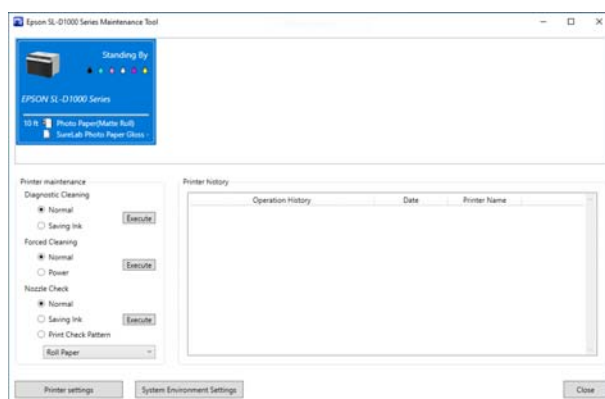 Epson SL-D1000 Series Maintenance Tool
Standing By
EPSON SL-D1000 Series
10 ft Photo Paper(Matte Roll)
SureLab Photo Paper Gloss -
Printer maintenance
Diagnostic Cleaning
Normal
Saving Ink
Execute
Forced Cleaning
Normal
Power
Execute
Nozzle Check
Normal
Saving Ink
Execute
Print Check Pattern
Roll Paper
Printer history
Operation History Date Printer Name
Printer settings
System Environment Settings
Close